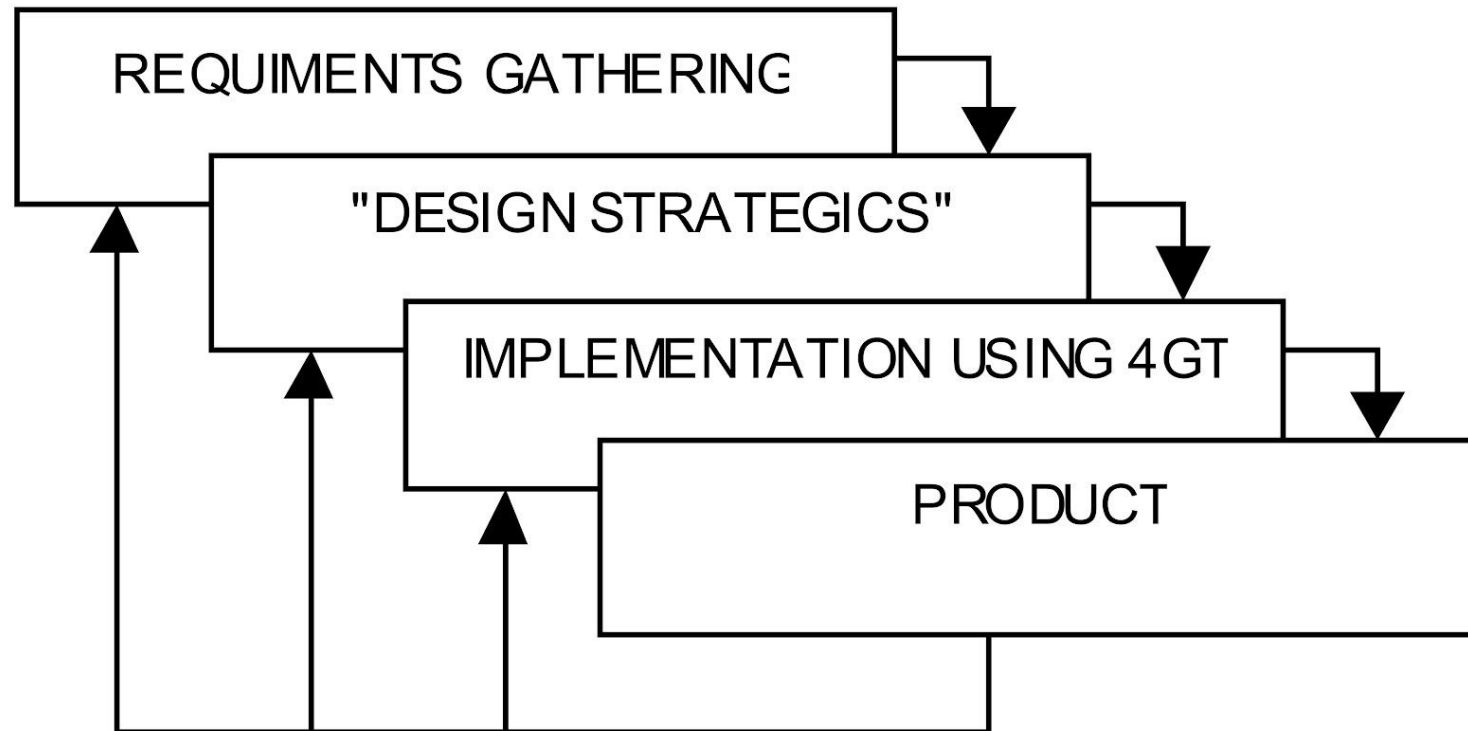 REQUIMENTS GATHERING
"DESIGN STRATEGICS"
IMPLEMENTATION USING 4GT
PRODUCT